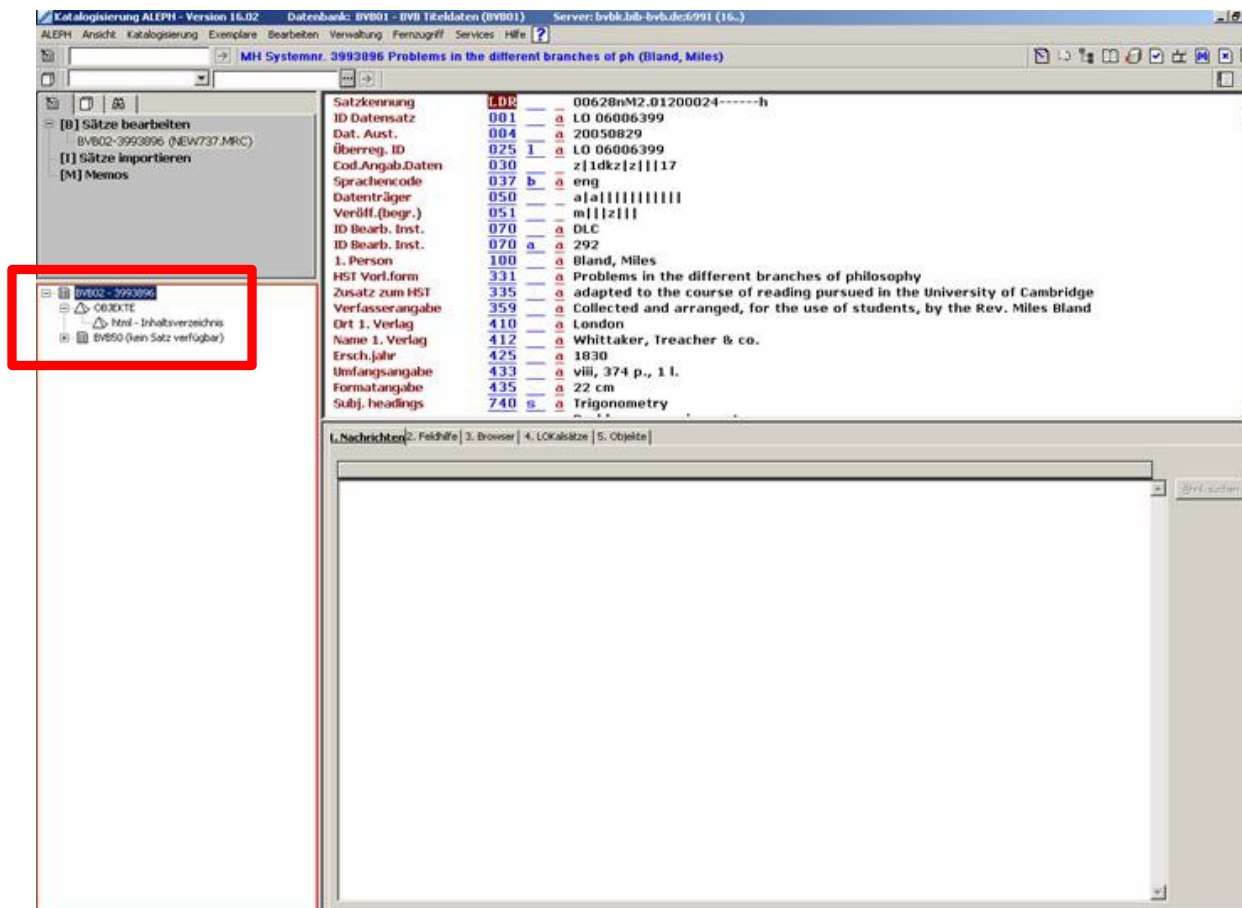 Katalogisierung ALEPH - Version 16.02 Datenbank: BVB01 - BVB Titeldaten (BVB01) Server: bvbk.bib-bvb.de:6991 (16..)
ALEPH Ansicht Katalogisierung Exemplare Bearbeiten Verwaltung Fernzugriff Services Hilfe ?
MH Systemnr. 3993896 Problems in the different branches of ph (Bland, Miles)
[B] Sätze bearbeiten
BVB02-3993896 (NEW737.MRC)
[I] Sätze importieren
[M] Memos
BVB02 - 3993896
OBJEKTE
html - Inhaltsverzeichnis
BVB50 (kein Satz verfügbar)
Satzkennung LDR 00628nM2.01200024------h
ID Datensatz 001 a LO 06006399
Dat. Aust. 004 a 20050829
Überreg. ID 025 1 a LO 06006399
Cod.Angab.Daten 030 z|1dkz|z|||17
Sprachencode 037 b a eng
Datenträger 050 a|a|||||||||||
Veröff.(begr.) 051 m|||z|||
ID Bearb. Inst. 070 a DLC
ID Bearb. Inst. 070 a a 292
1. Person 100 a Bland, Miles
HST Vorl.form 331 a Problems in the different branches of philosophy
Zusatz zum HST 335 a adapted to the course of reading pursued in the University of Cambridge
Verfasserangabe 359 a Collected and arranged, for the use of students, by the Rev. Miles Bland
Ort 1. Verlag 410 a London
Name 1. Verlag 412 a Whittaker, Treacher & co.
Ersch.jahr 425 a 1830
Umfangsangabe 433 a viii, 374 p., 1 l.
Formatangabe 435 a 22 cm
Subj. headings 740 s a Trigonometry
1. Nachrichten 2. Feldhilfe 3. Browser 4. LOKalsätze 5. Objekte